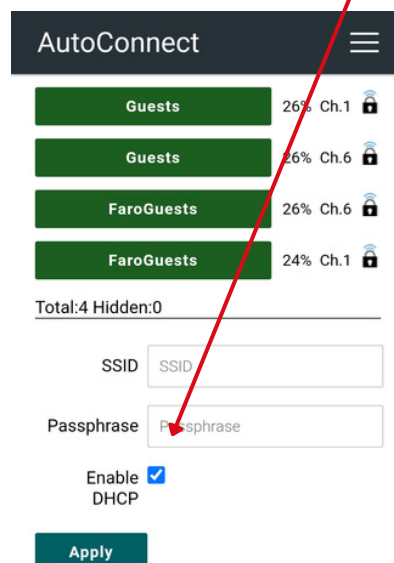 AutoConnect
Guests 26% Ch.1
Guests 26% Ch.6
FaroGuests 26% Ch.6
FaroGuests 24% Ch.1
Total:4 Hidden:0
SSID SSID
Passphrase Passphrase
Enable
DHCP
Apply